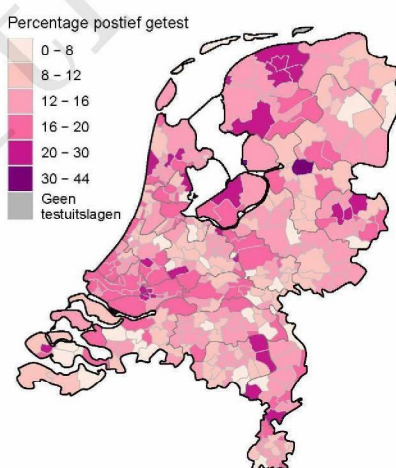 Percentage postief getest
0 – 8
8 – 12
12 – 16
16 – 20
20 – 30
30 – 44
Geen
testuitslagen